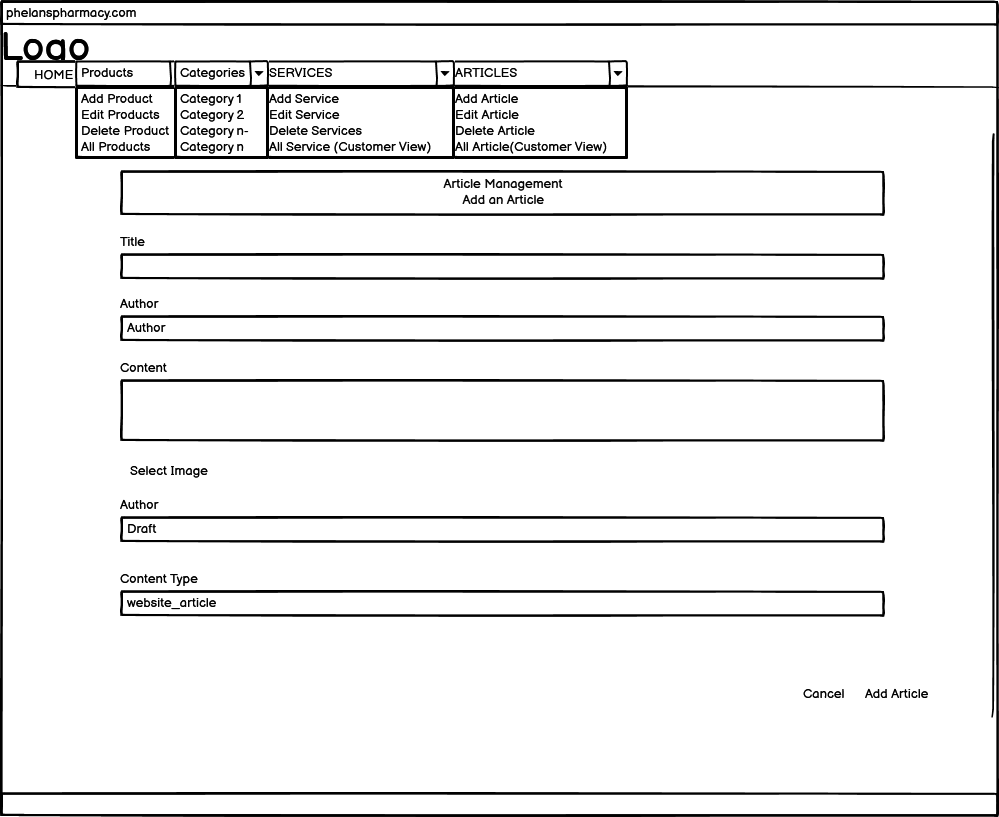 phelanspharmacy.com
Logo
HOME Products Categories SERVICES ARTICLES
Add Product Category 1 Add Service Add Article
Edit Products Category 2 Edit Service Edit Article
Delete Product Category n- Delete Services Delete Article
All Products Category n All Service (Customer View) All Article(Customer View)
Article Management
Add an Article
Title
Author
Author
Content
Select Image
Author
Draft
Content Type
website_article
Cancel Add Article